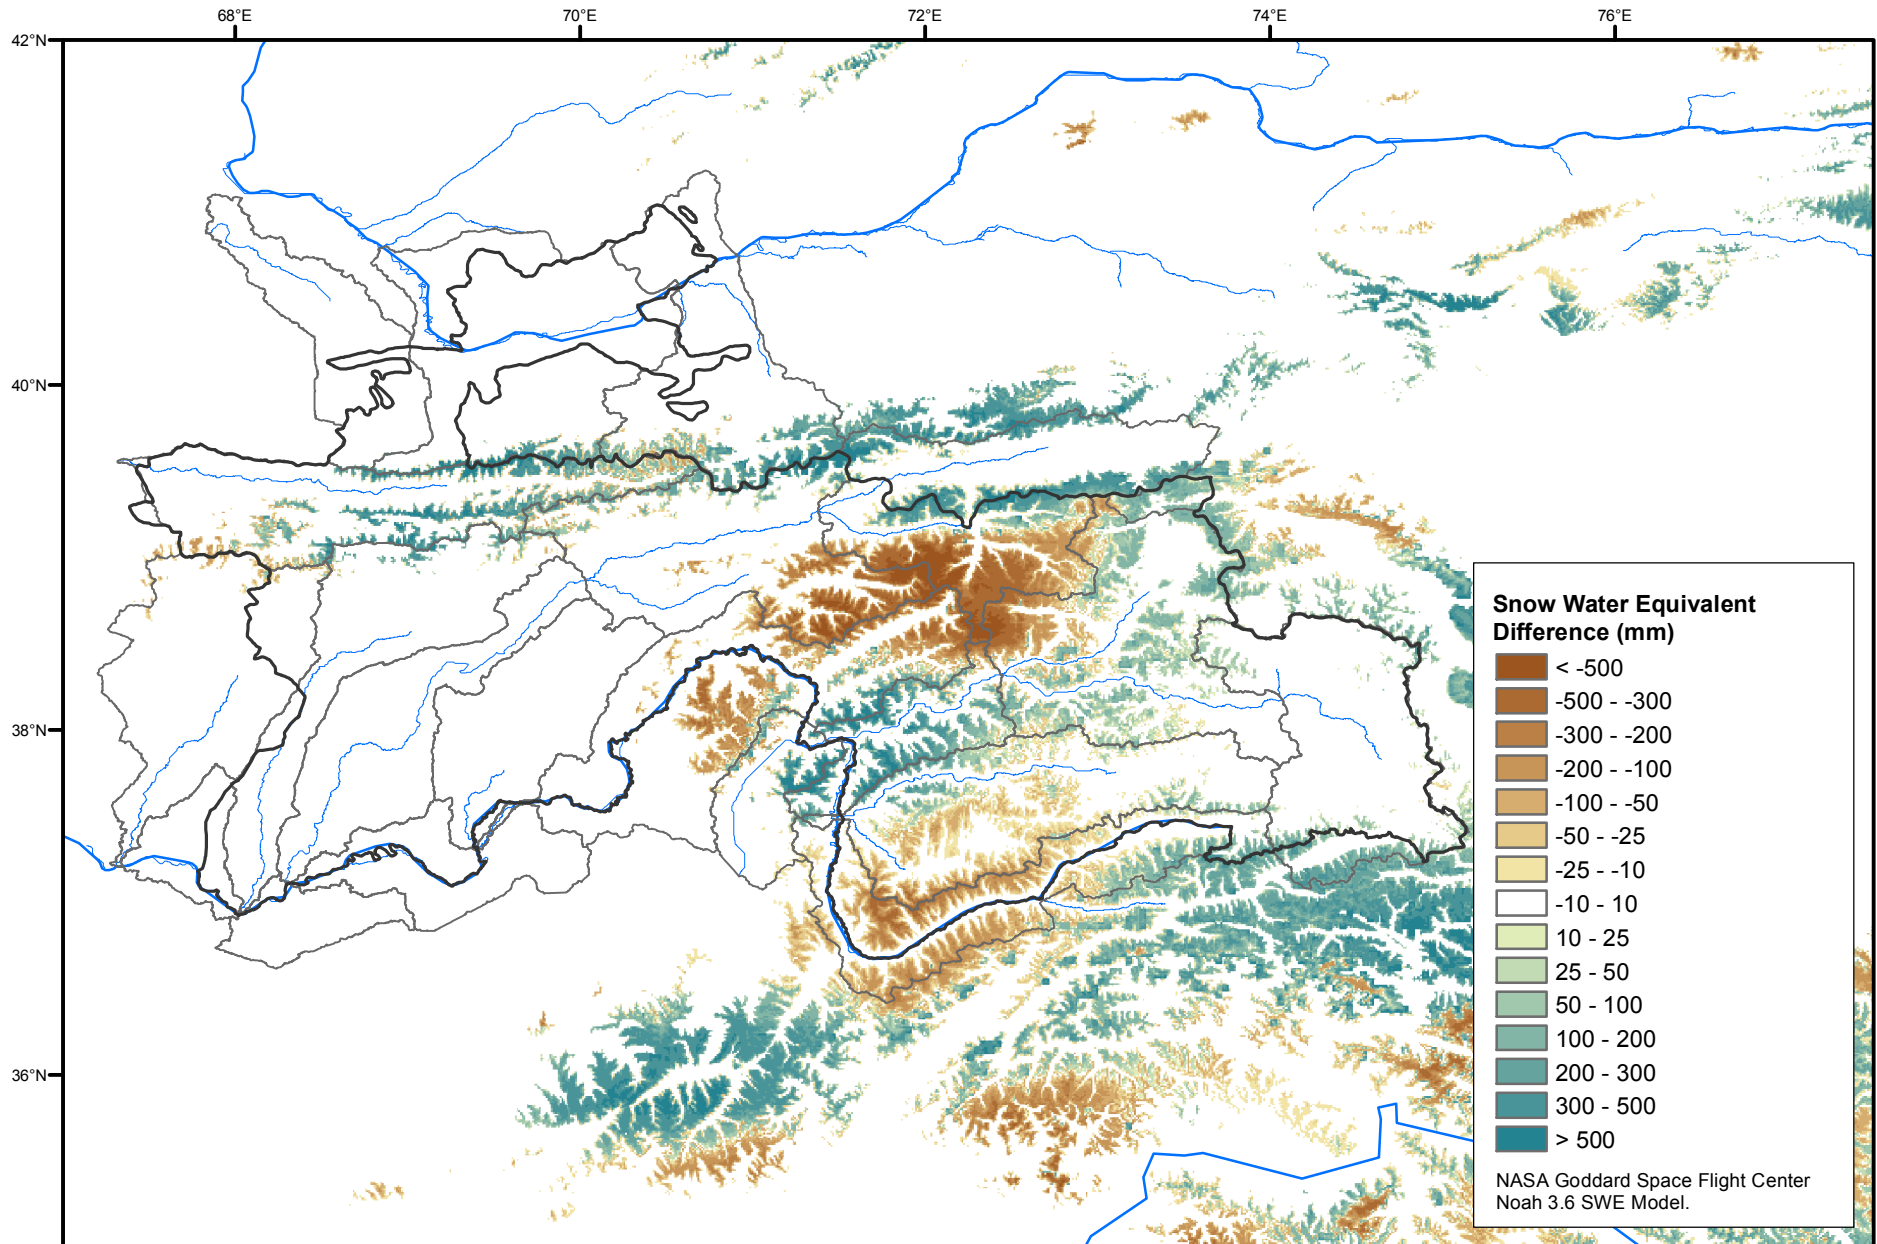 68°E 70°E 72°E 74°E 76°E
42°N
40°N
38°N
36°N
Snow Water Equivalent
Difference (mm)
< -500
-500 - -300
-300 - -200
-200 - -100
-100 - -50
-50 - -25
-25 - -10
-10 - 10
10 - 25
25 - 50
50 - 100
100 - 200
200 - 300
300 - 500
> 500
NASA Goddard Space Flight Center
Noah 3.6 SWE Model.